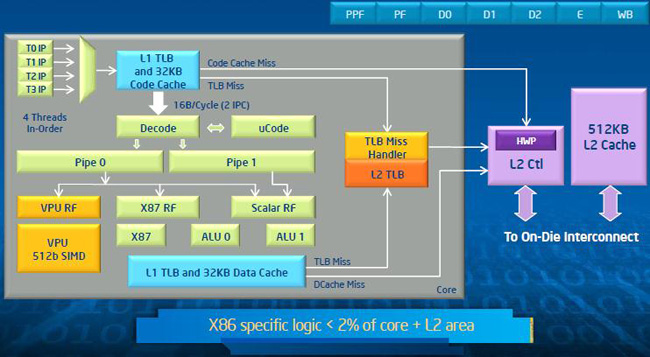 PPF PF D0 D1 D2 E WB
T0 IP
T1 IP
T2 IP
T3 IP
4 Threads
In-Order
L1 TLB
and 32KB
Code Cache
Code Cache Miss
TLB Miss
16B/Cycle (2 IPC)
Decode
uCode
Pipe 0
Pipe 1
VPU RF
X87 RF
Scalar RF
VPU
512b SIMD
X87
ALU 0
ALU 1
L1 TLB and 32KB Data Cache
TLB Miss
DCache Miss
Core
TLB Miss
Handler
L2 TLB
HWP
L2 Ctl
512KB
L2 Cache
To On-Die Interconnect
X86 specific logic < 2% of core + L2 area